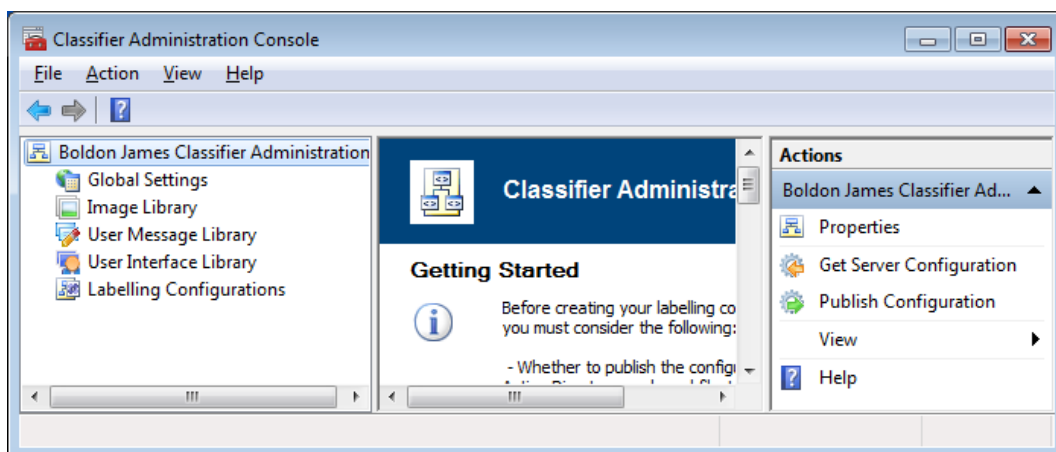 Classifier Administration Console
File Action View Help
Boldon James Classifier Administration
Global Settings
Image Library
User Message Library
User Interface Library
Labelling Configurations
Classifier Administra
Getting Started
Before creating your labelling co
you must consider the following:
- Whether to publish the config
Actions
Boldon James Classifier Ad...
Properties
Get Server Configuration
Publish Configuration
View
Help